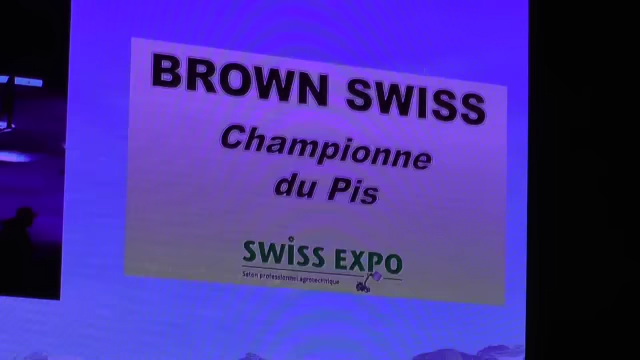 BROWN SWISS
Championne
du Pis
SWISS EXPO
Salon professionnel agrotechnique